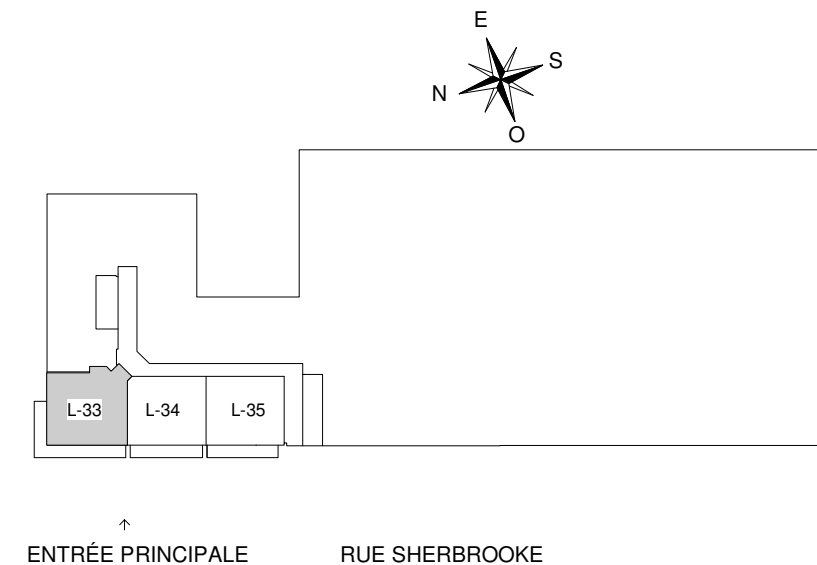 E
S
N
O
L-33
L-34
L-35
ENTRÉE PRINCIPALE
RUE SHERBROOKE